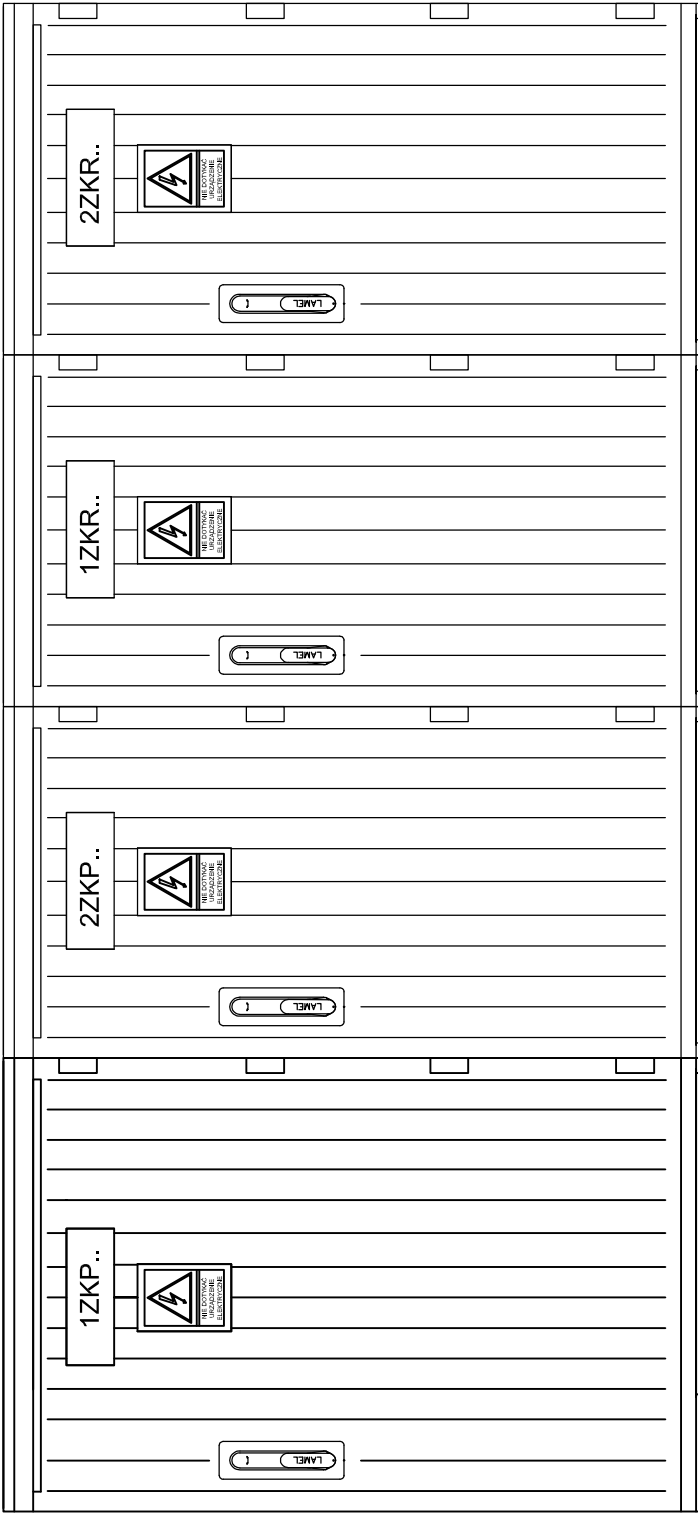 1ZKP..
NIE DOTYKAĆ
URZĄDZENIE
ELEKTRYCZNE
LAMEL
2ZKP..
NIE DOTYKAĆ
URZĄDZENIE
ELEKTRYCZNE
LAMEL
1ZKR..
NIE DOTYKAĆ
URZĄDZENIE
ELEKTRYCZNE
LAMEL
2ZKR..
NIE DOTYKAĆ
URZĄDZENIE
ELEKTRYCZNE
LAMEL